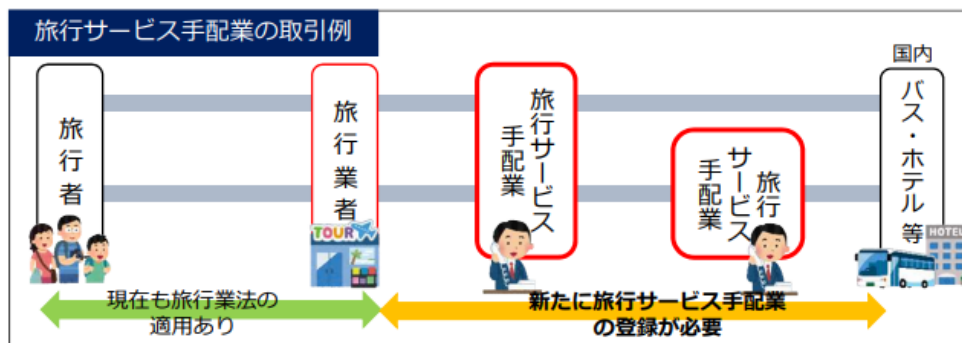 旅行サービス手配業の取引例
旅行者
旅行業者
TOUR
旅行サービス
手配業
旅行
サービス
手配業
国内
バス・ホテル等
HOTEL
現在も旅行業法の
適用あり
新たに旅行サービス手配業
の登録が必要